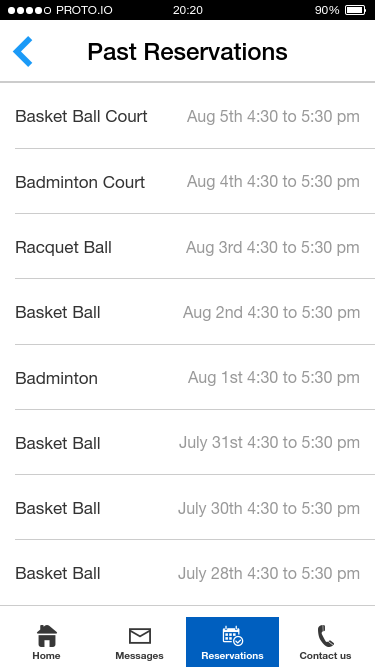 PROTO.IO 20:20 90%
Past Reservations
Basket Ball Court Aug 5th 4:30 to 5:30 pm
Badminton Court Aug 4th 4:30 to 5:30 pm
Racquet Ball Aug 3rd 4:30 to 5:30 pm
Basket Ball Aug 2nd 4:30 to 5:30 pm
Badminton Aug 1st 4:30 to 5:30 pm
Basket Ball July 31st 4:30 to 5:30 pm
Basket Ball July 30th 4:30 to 5:30 pm
Basket Ball July 28th 4:30 to 5:30 pm
Home Messages Reservations Contact us